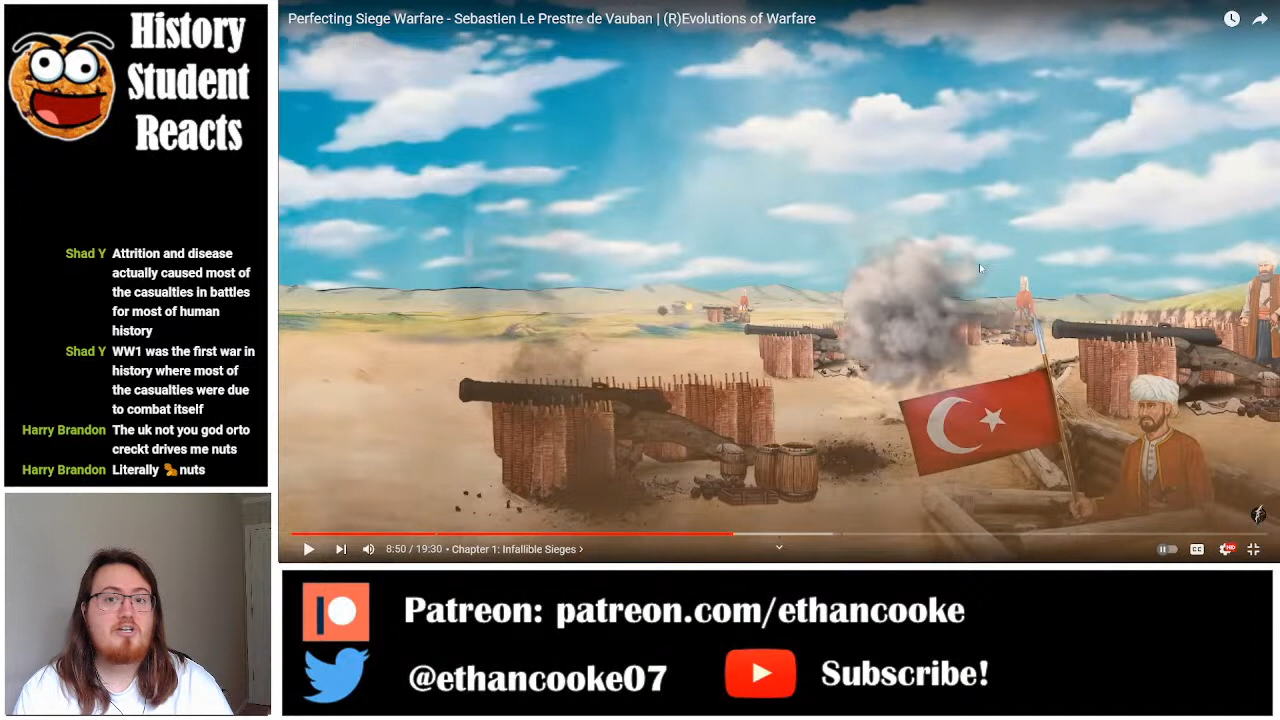 History
Student
Reacts
Perfecting Siege Warfare - Sebastien Le Prestre de Vauban | (R)Evolutions of Warfare
Shad Y Attrition and disease
actually caused most of
the casualties in battles
for most of human
history
Shad Y WW1 was the first war in
history where most of
the casualties were due
to combat itself
Harry Brandon The uk not you god orto
creckt drives me nuts
Harry Brandon Literally 🥜nuts
8:50 / 19:30 • Chapter 1: Infallible Sieges ›
CC
HD
Patreon: patreon.com/ethancooke
@ethancooke07
Subscribe!